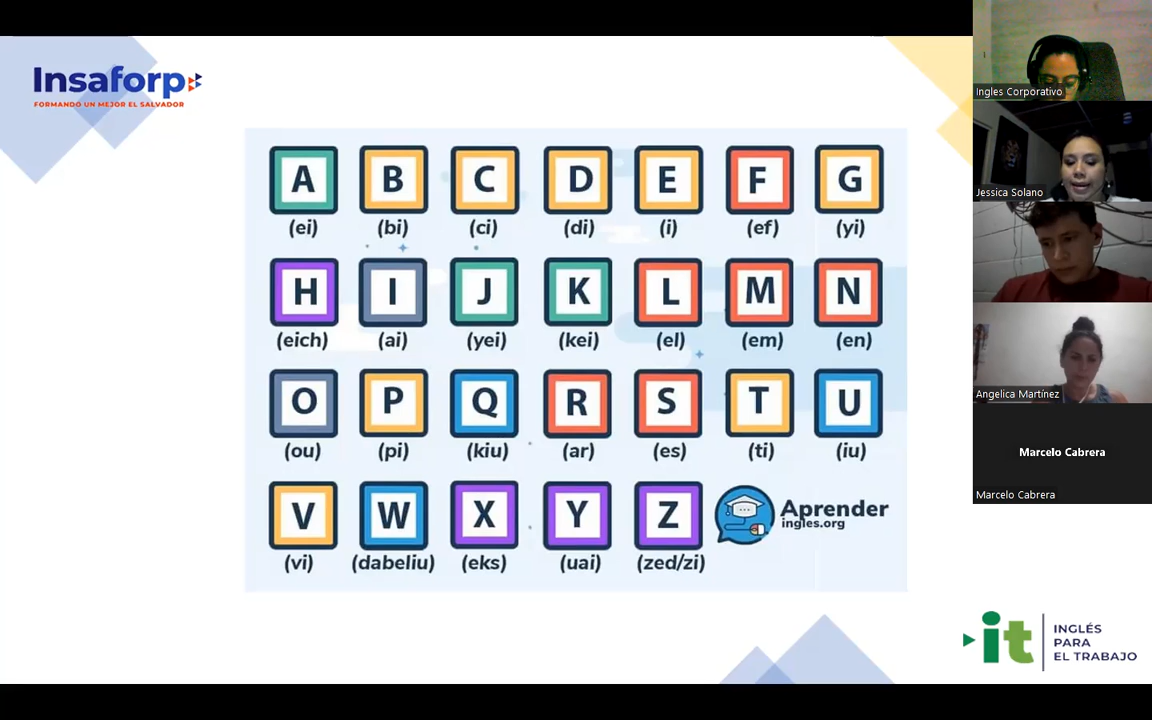 Insaforp
FORMANDO UN MEJOR EL SALVADOR
A B C D E F G
(ei) (bi) (ci) (di) (i) (ef) (yi)
H I J K L M N
(eich) (ai) (yei) (kei) (el) (em) (en)
O P Q R S T U
(ou) (pi) (kiu) (ar) (es) (ti) (iu)
V W X Y Z
(vi) (dabeliu) (eks) (uai) (zed/zi)
Aprender
ingles.org
it
INGLÉS
PARA
EL TRABAJO
Ingles Corporativo
Jessica Solano
Angelica Martínez
Marcelo Cabrera
Marcelo Cabrera